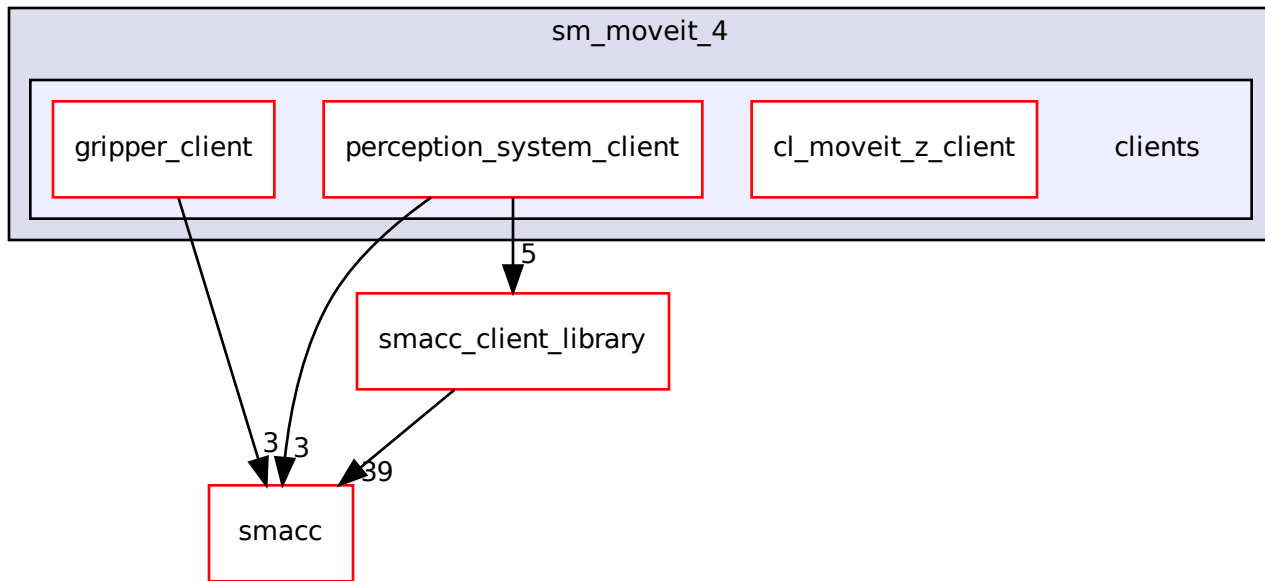 sm_moveit_4
gripper_client
perception_system_client
cl_moveit_z_client
clients
5
smacc_client_library
3
3
39
smacc